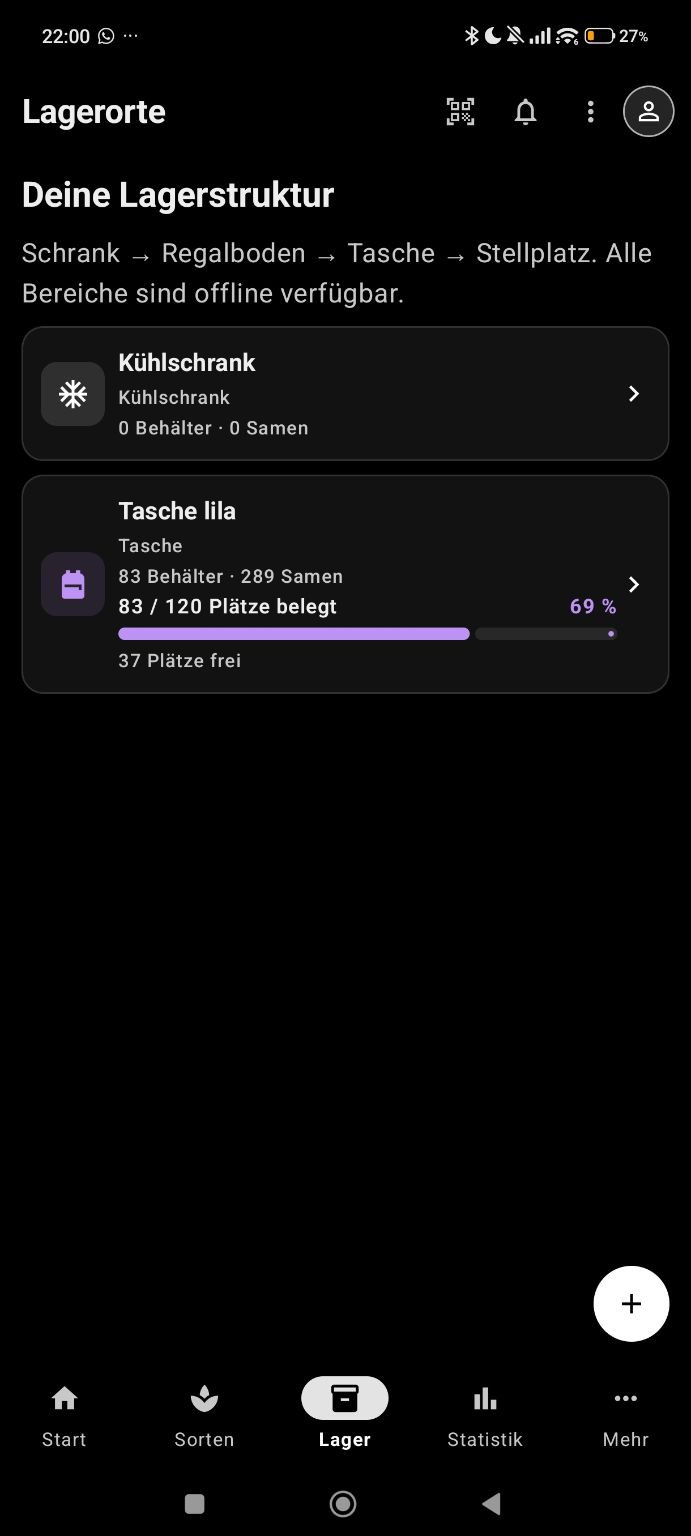 22:00
27%
Lagerorte
Deine Lagerstruktur
Schrank → Regalboden → Tasche → Stellplatz. Alle
Bereiche sind offline verfügbar.
Kühlschrank
Kühlschrank
0 Behälter · 0 Samen
Tasche lila
Tasche
83 Behälter · 289 Samen
83 / 120 Plätze belegt
69 %
37 Plätze frei
Start
Sorten
Lager
Statistik
Mehr